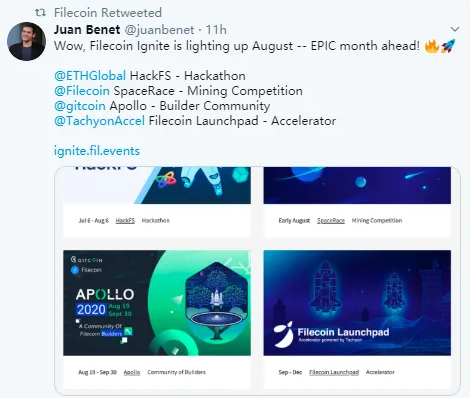 Filecoin Retweeted
Juan Benet @juanbenet · 11h
Wow, Filecoin Ignite is lighting up August -- EPIC month ahead! 🔥🚀
@ETHGlobal HackFS - Hackathon
@Filecoin SpaceRace - Mining Competition
@gitcoin Apollo - Builder Community
@TachyonAccel Filecoin Launchpad - Accelerator
ignite.fil.events
HackFS
Jul 6 - Aug 6 HackFS Hackathon
Early August SpaceRace Mining Competition
GITCOIN
Filecoin
APOLLO
2020 Aug 19
Sept 30
A Community Of
Filecoin Builders
Filecoin Launchpad
Accelerator powered by Tachyon
Aug 19 - Sep 30 Apollo Community of Builders
Sep - Dec Filecoin Launchpad Accelerator